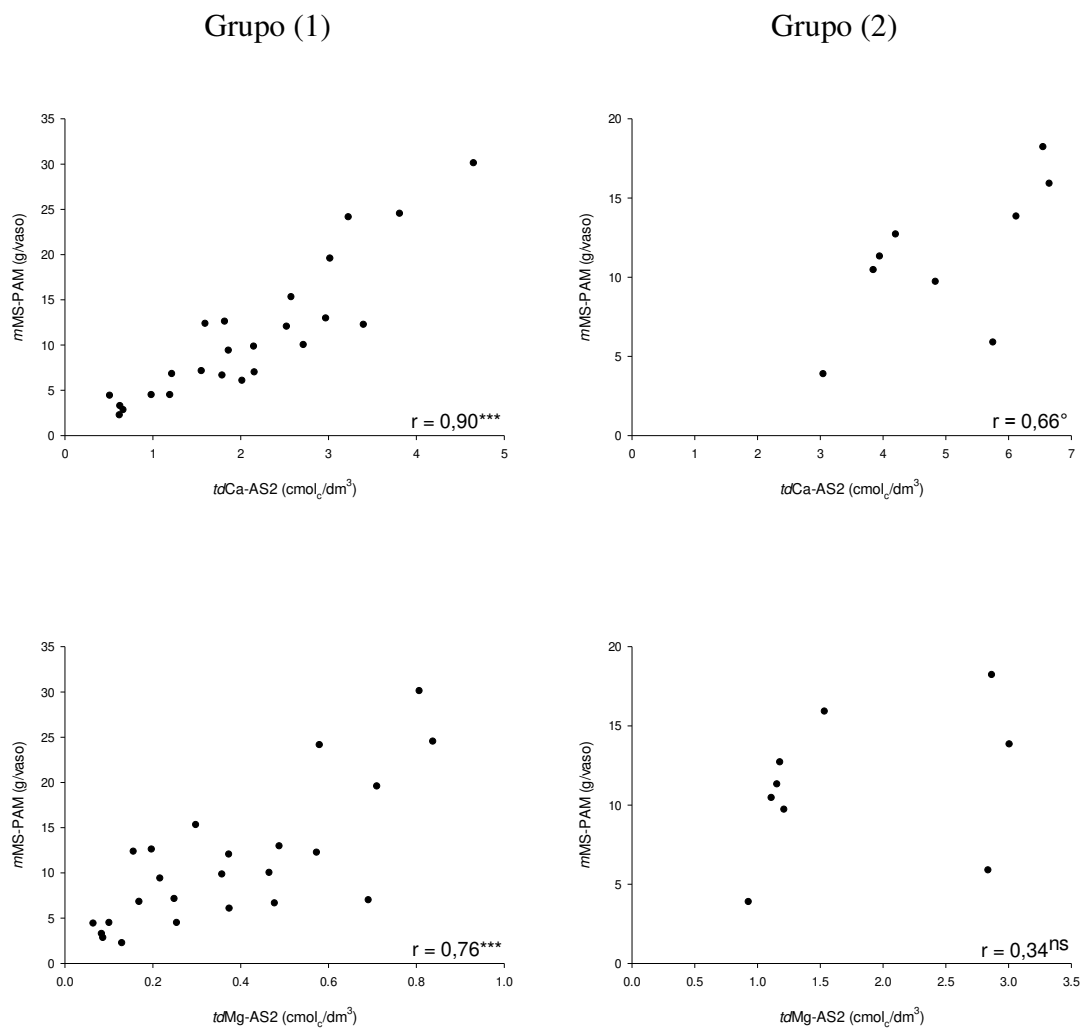 Grupo (1)
Grupo (2)
35
30
25
20
15
10
5
0
mMS-PAM (g/vaso)
r = 0,90***
0 1 2 3 4 5
tdCa-AS2 (cmolc/dm³)
20
15
10
5
0
mMS-PAM (g/vaso)
r = 0,66°
0 1 2 3 4 5 6 7
tdCa-AS2 (cmolc/dm³)
35
30
25
20
15
10
5
0
mMS-PAM (g/vaso)
r = 0,76***
0.0 0.2 0.4 0.6 0.8 1.0
tdMg-AS2 (cmolc/dm³)
20
15
10
5
0
mMS-PAM (g/vaso)
r = 0,34ns
0.0 0.5 1.0 1.5 2.0 2.5 3.0 3.5
tdMg-AS2 (cmolc/dm³)